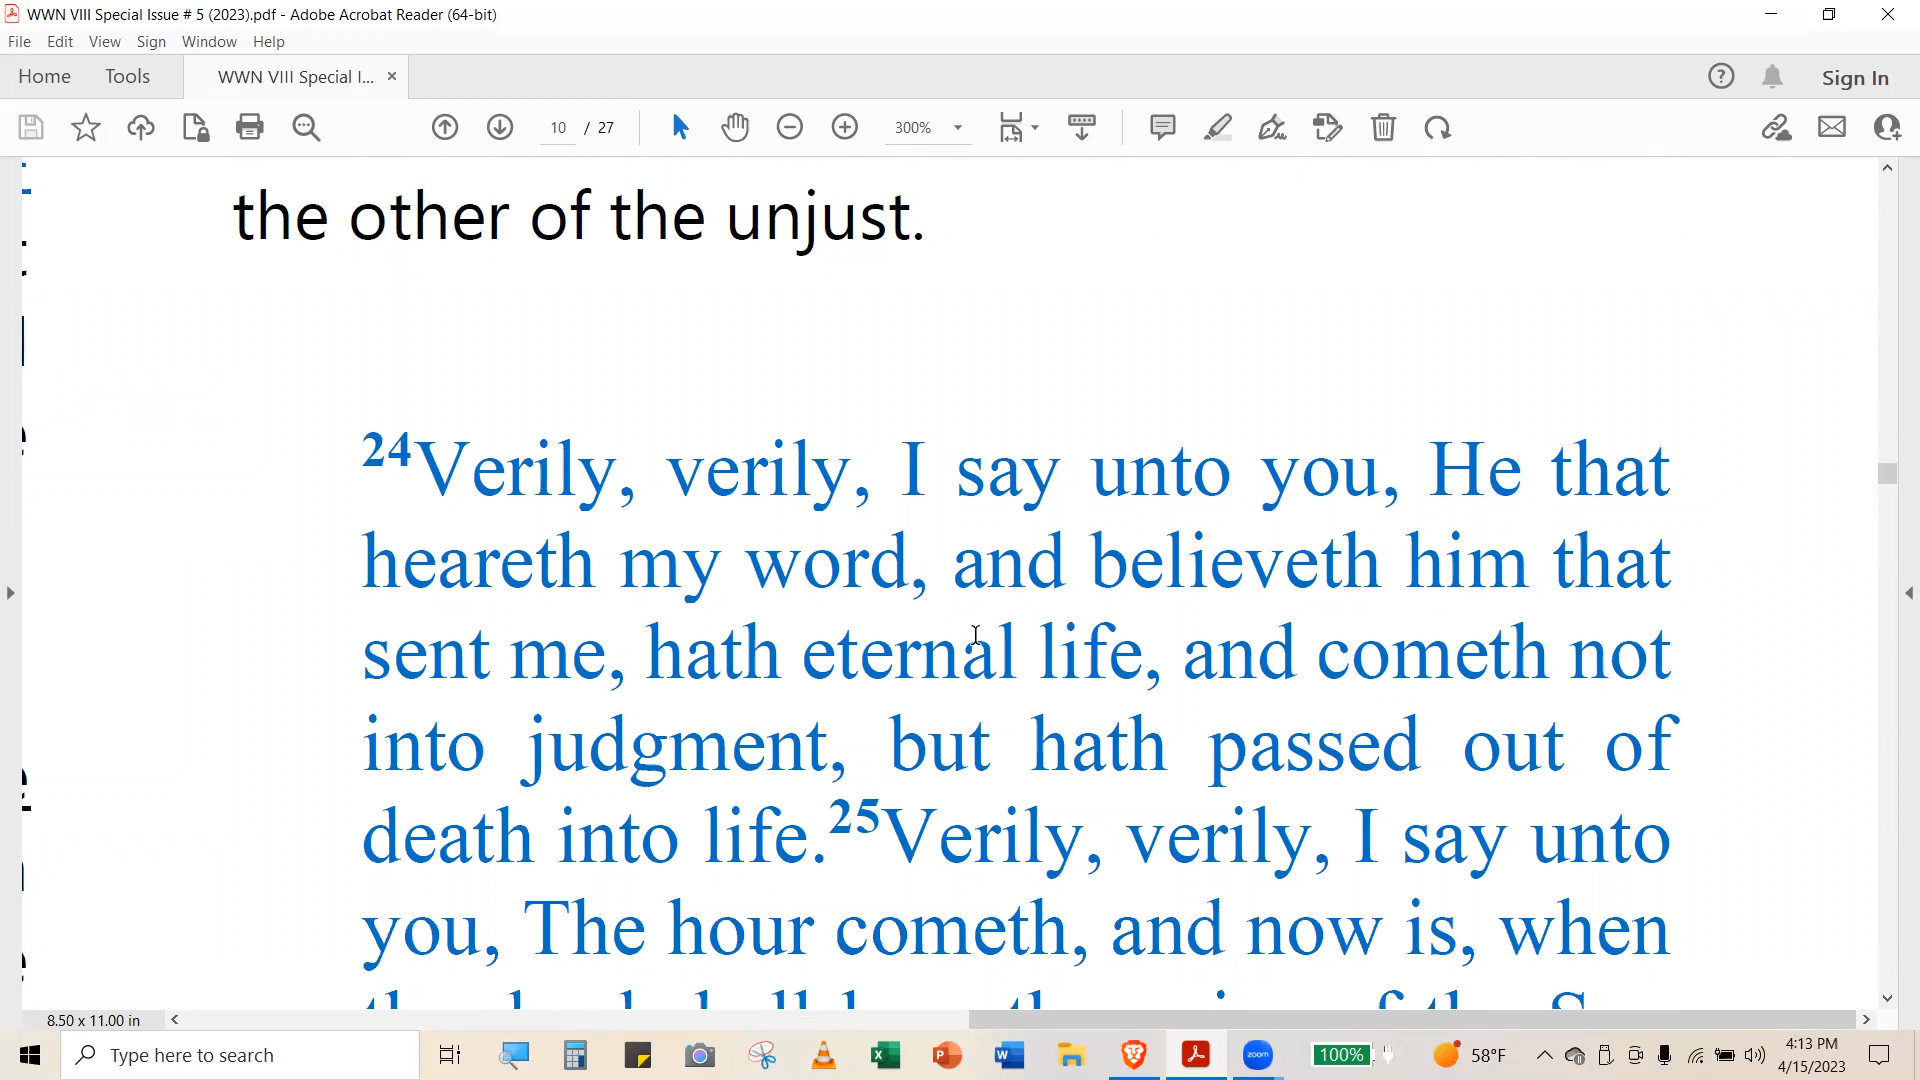 WWN VIII Special Issue # 5 (2023).pdf - Adobe Acrobat Reader (64-bit)
File Edit View Sign Window Help
Home Tools WWN VIII Special I... × Sign In
10 / 27 300%
the other of the unjust.
24Verily, verily, I say unto you, He that
heareth my word, and believeth him that
sent me, hath eternal life, and cometh not
into judgment, but hath passed out of
death into life.25Verily, verily, I say unto
you, The hour cometh, and now is, when
8.50 x 11.00 in
Type here to search
zoom
100%
58°F
4:13 PM
4/15/2023